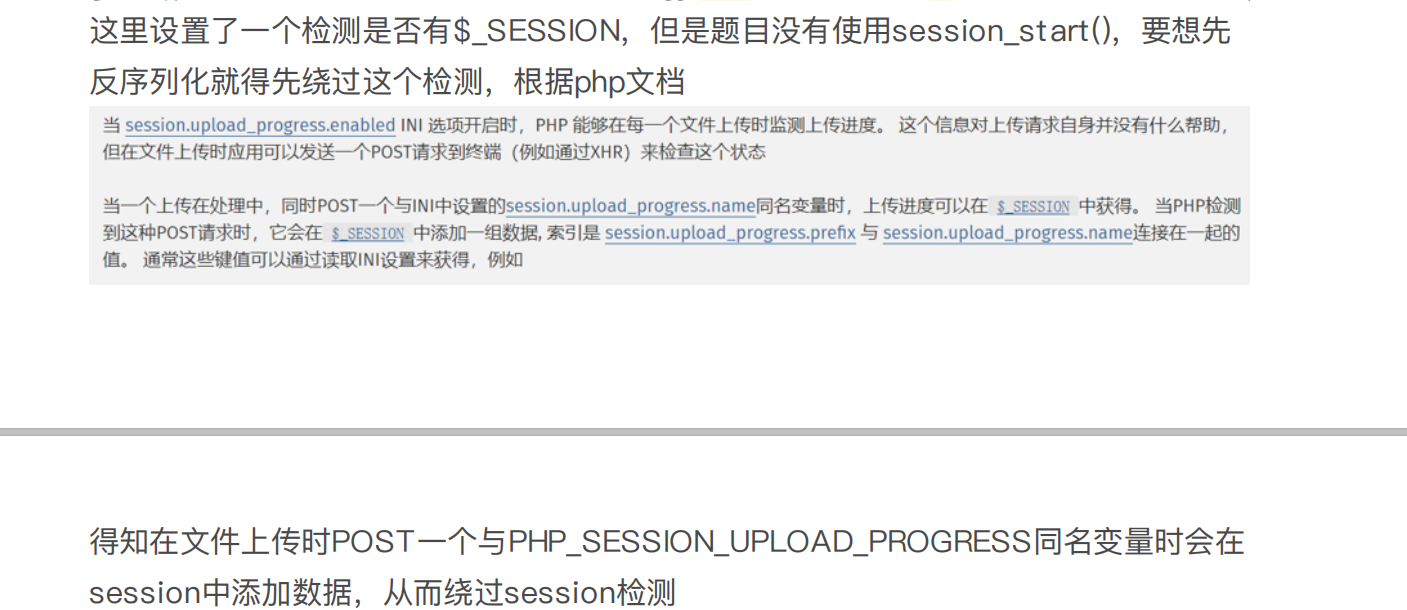 这里设置了一个检测是否有$_SESSION，但是题目没有使用session_start()，要想先
反序列化就得先绕过这个检测，根据php文档
当 session.upload_progress.enabled INI 选项开启时，PHP 能够在每一个文件上传时监测上传进度。 这个信息对上传请求自身并没有什么帮助，
但在文件上传时应用可以发送一个POST请求到终端（例如通过XHR）来检查这个状态
当一个上传在处理中，同时POST一个与INI中设置的session.upload_progress.name同名变量时，上传进度可以在 $_SESSION 中获得。 当PHP检测
到这种POST请求时，它会在 $_SESSION 中添加一组数据, 索引是 session.upload_progress.prefix 与 session.upload_progress.name连接在一起的
值。 通常这些键值可以通过读取INI设置来获得，例如
得知在文件上传时POST一个与PHP_SESSION_UPLOAD_PROGRESS同名变量时会在
session中添加数据，从而绕过session检测